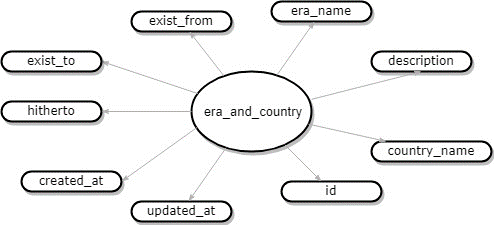 era_name
exist_from
exist_to
description
hitherto
era_and_country
country_name
created_at
id
updated_at